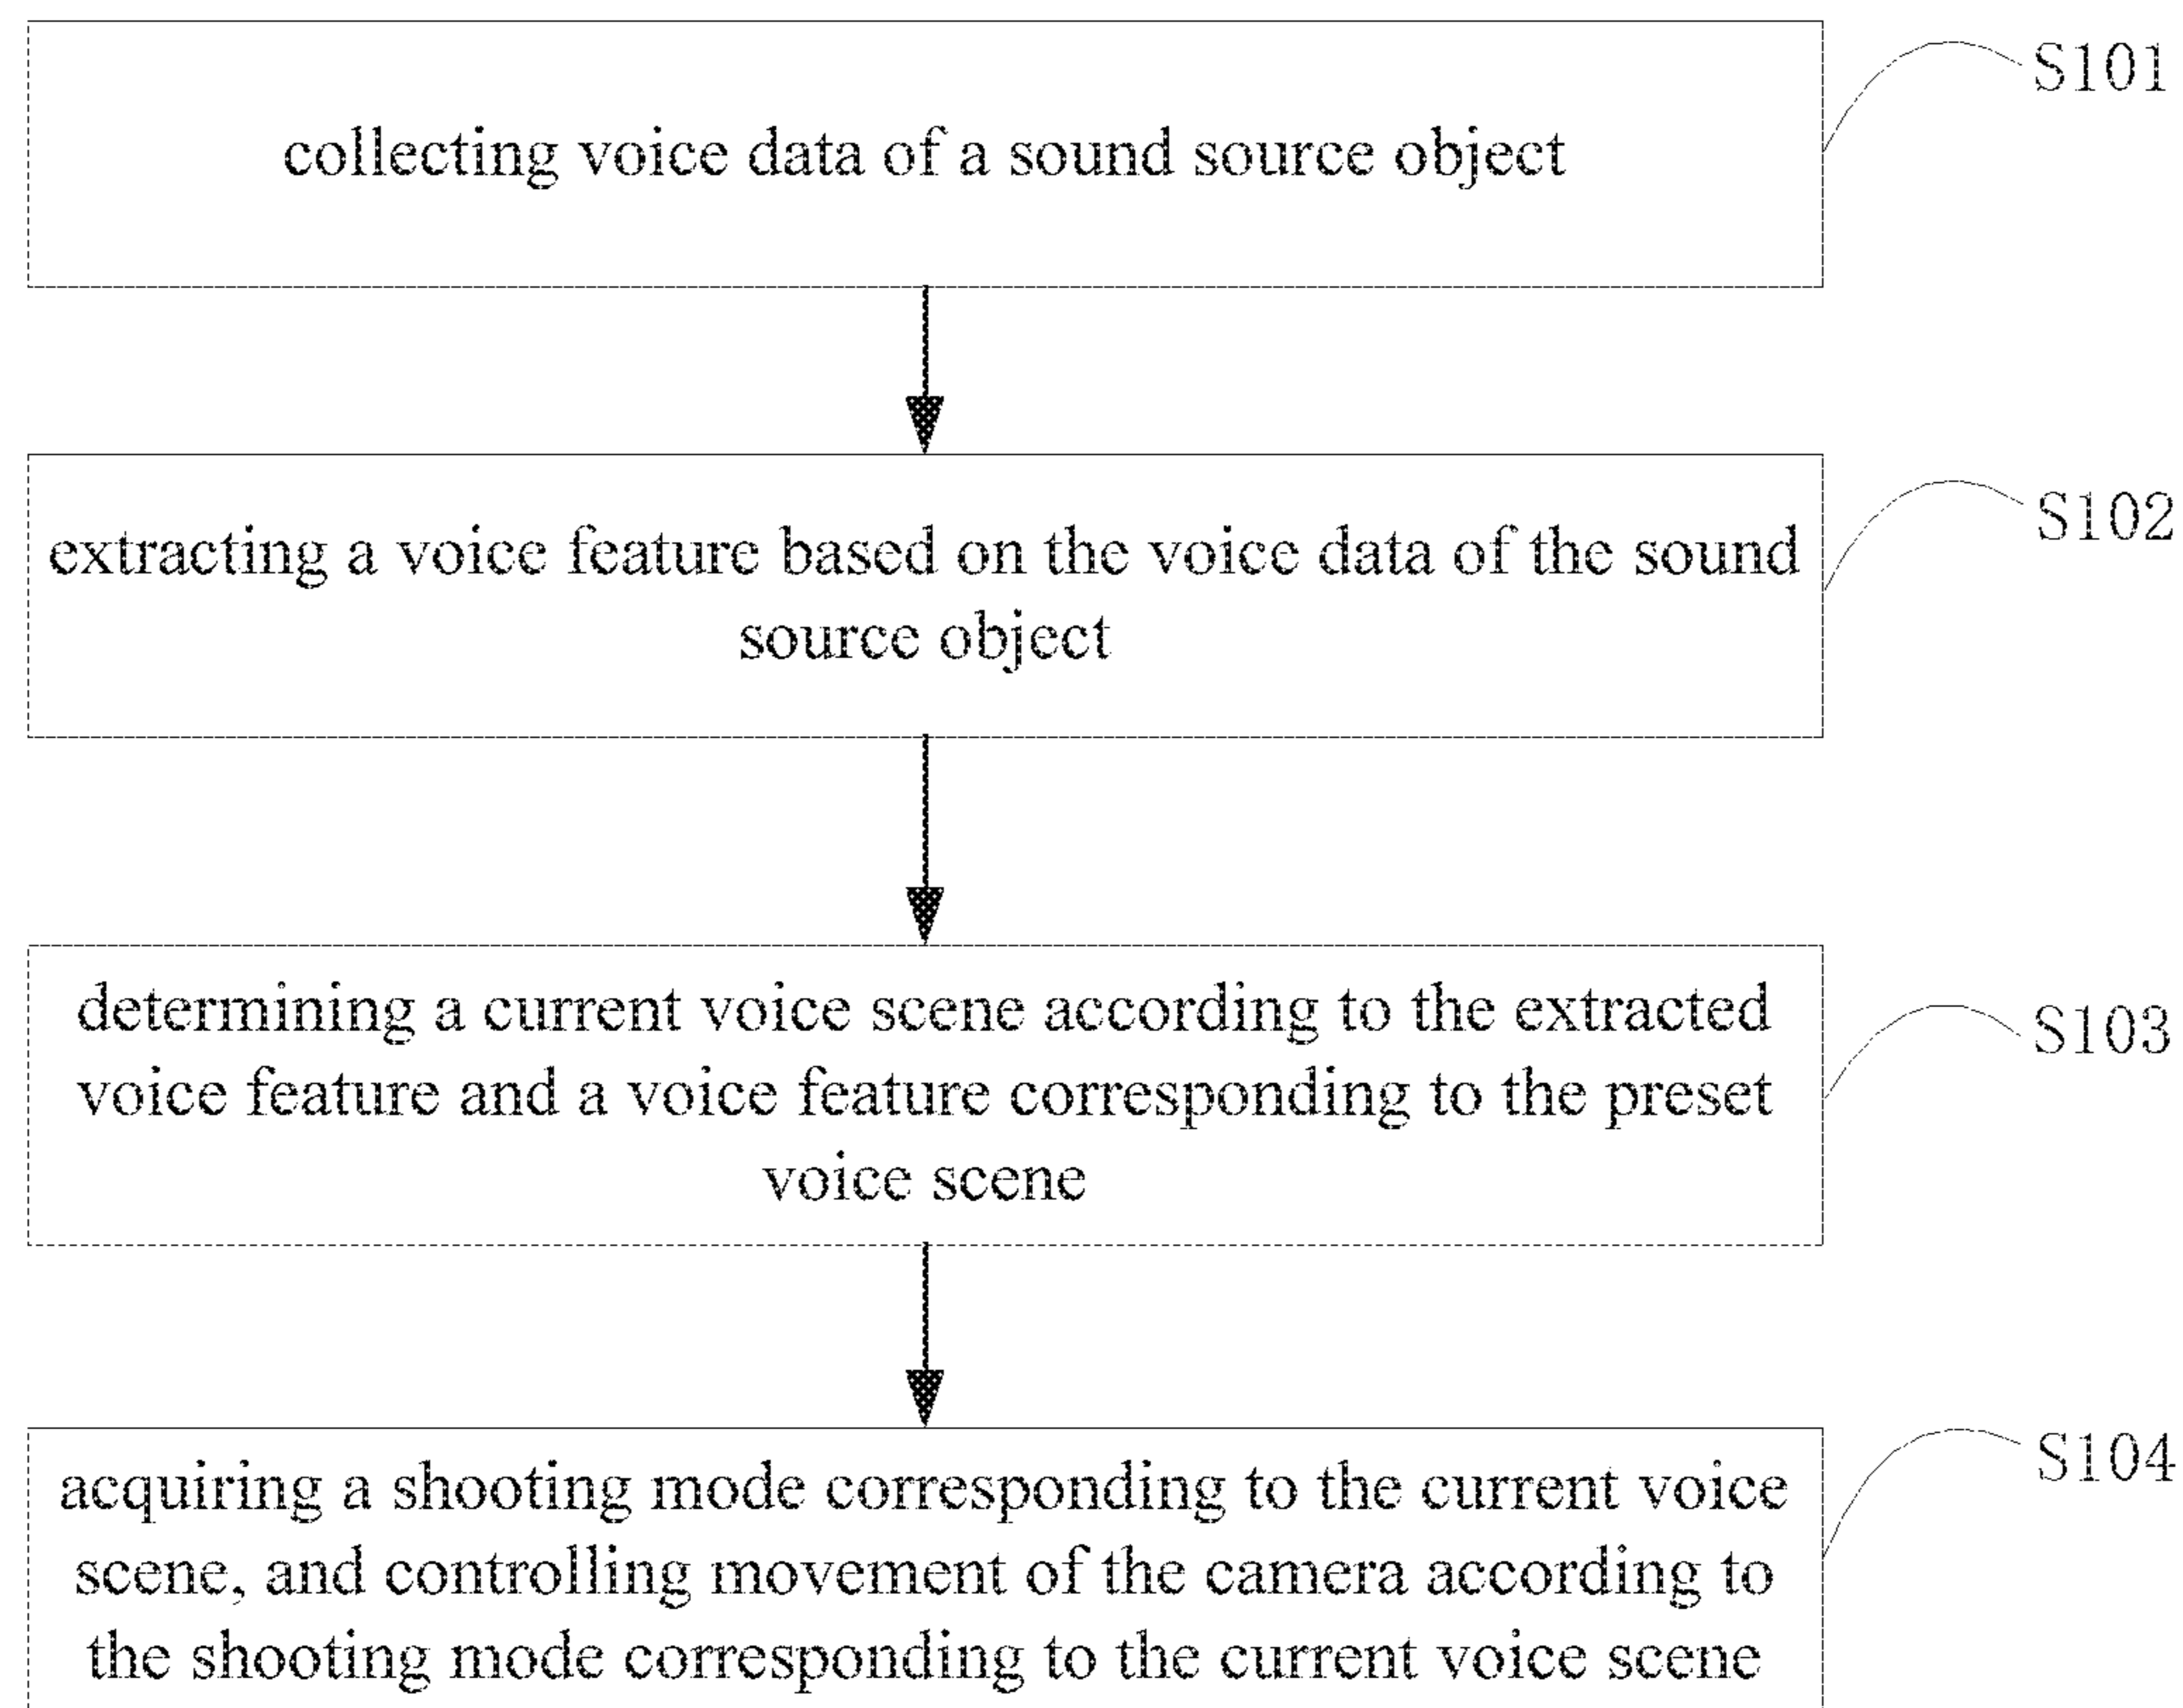 collecting voice data of a sound source object
S101
extracting a voice feature based on the voice data of the sound
source object
S102
determining a current voice scene according to the extracted
voice feature and a voice feature corresponding to the preset
voice scene
S103
acquiring a shooting mode corresponding to the current voice
scene, and controlling movement of the camera according to
the shooting mode corresponding to the current voice scene
S104